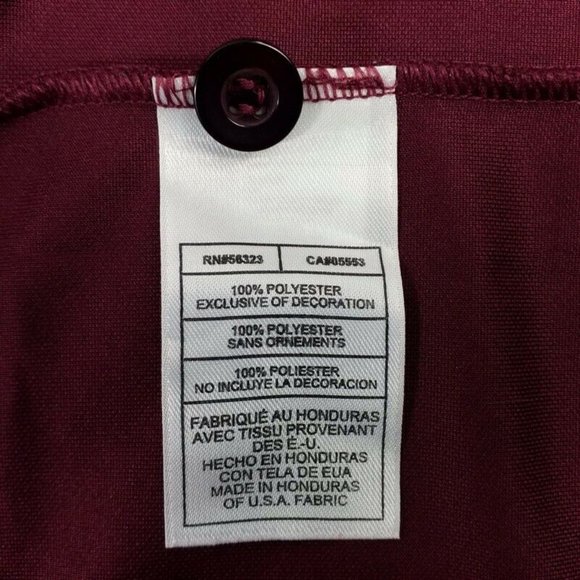 RN#56323 CA#05553
100% POLYESTER
EXCLUSIVE OF DECORATION
100% POLYESTER
SANS ORNEMENTS
100% POLIESTER
NO INCLUYE LA DECORACION
FABRIQUÉ AU HONDURAS
AVEC TISSU PROVENANT
DES É.-U.
HECHO EN HONDURAS
CON TELA DE EUA
MADE IN HONDURAS
OF U.S.A. FABRIC